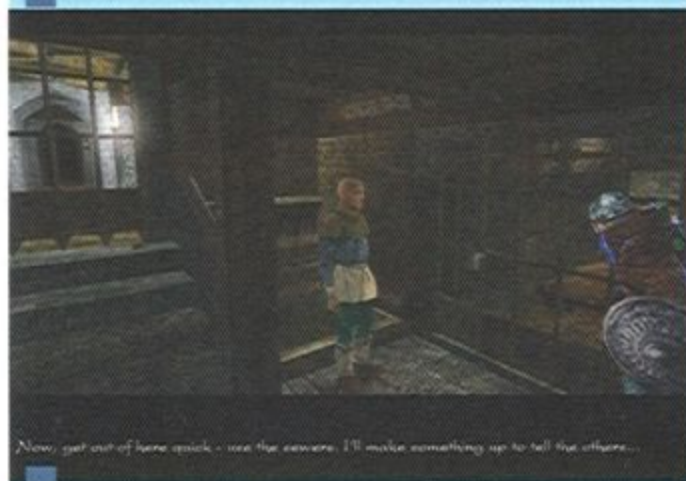 Now, get out of here quick - use the sewers. I'll make something up to tell the others...